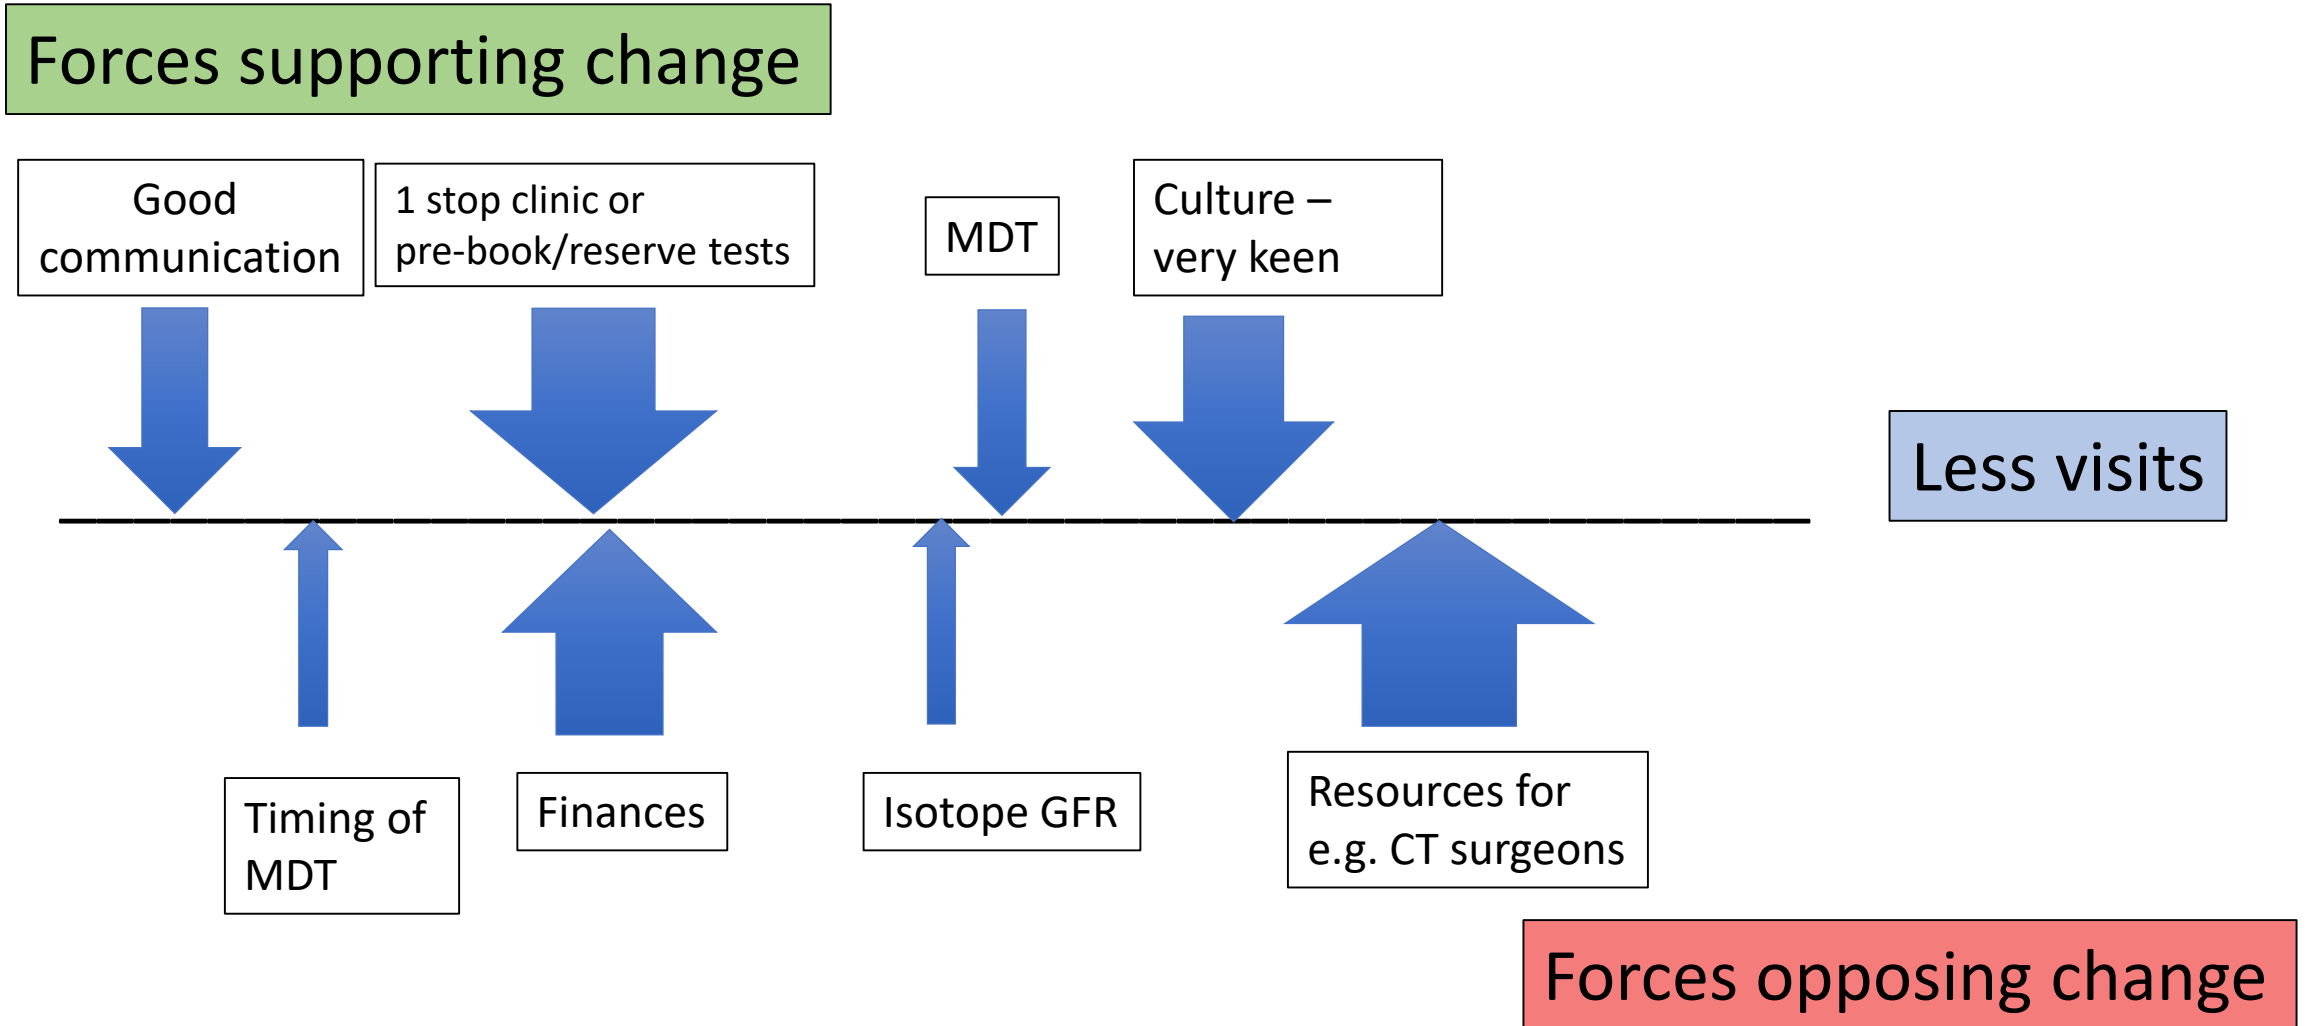 Forces supporting change
Good
communication
1 stop clinic or
pre-book/reserve tests
MDT
Culture –
very keen
Less visits
Timing of
MDT
Finances
Isotope GFR
Resources for
e.g. CT surgeons
Forces opposing change